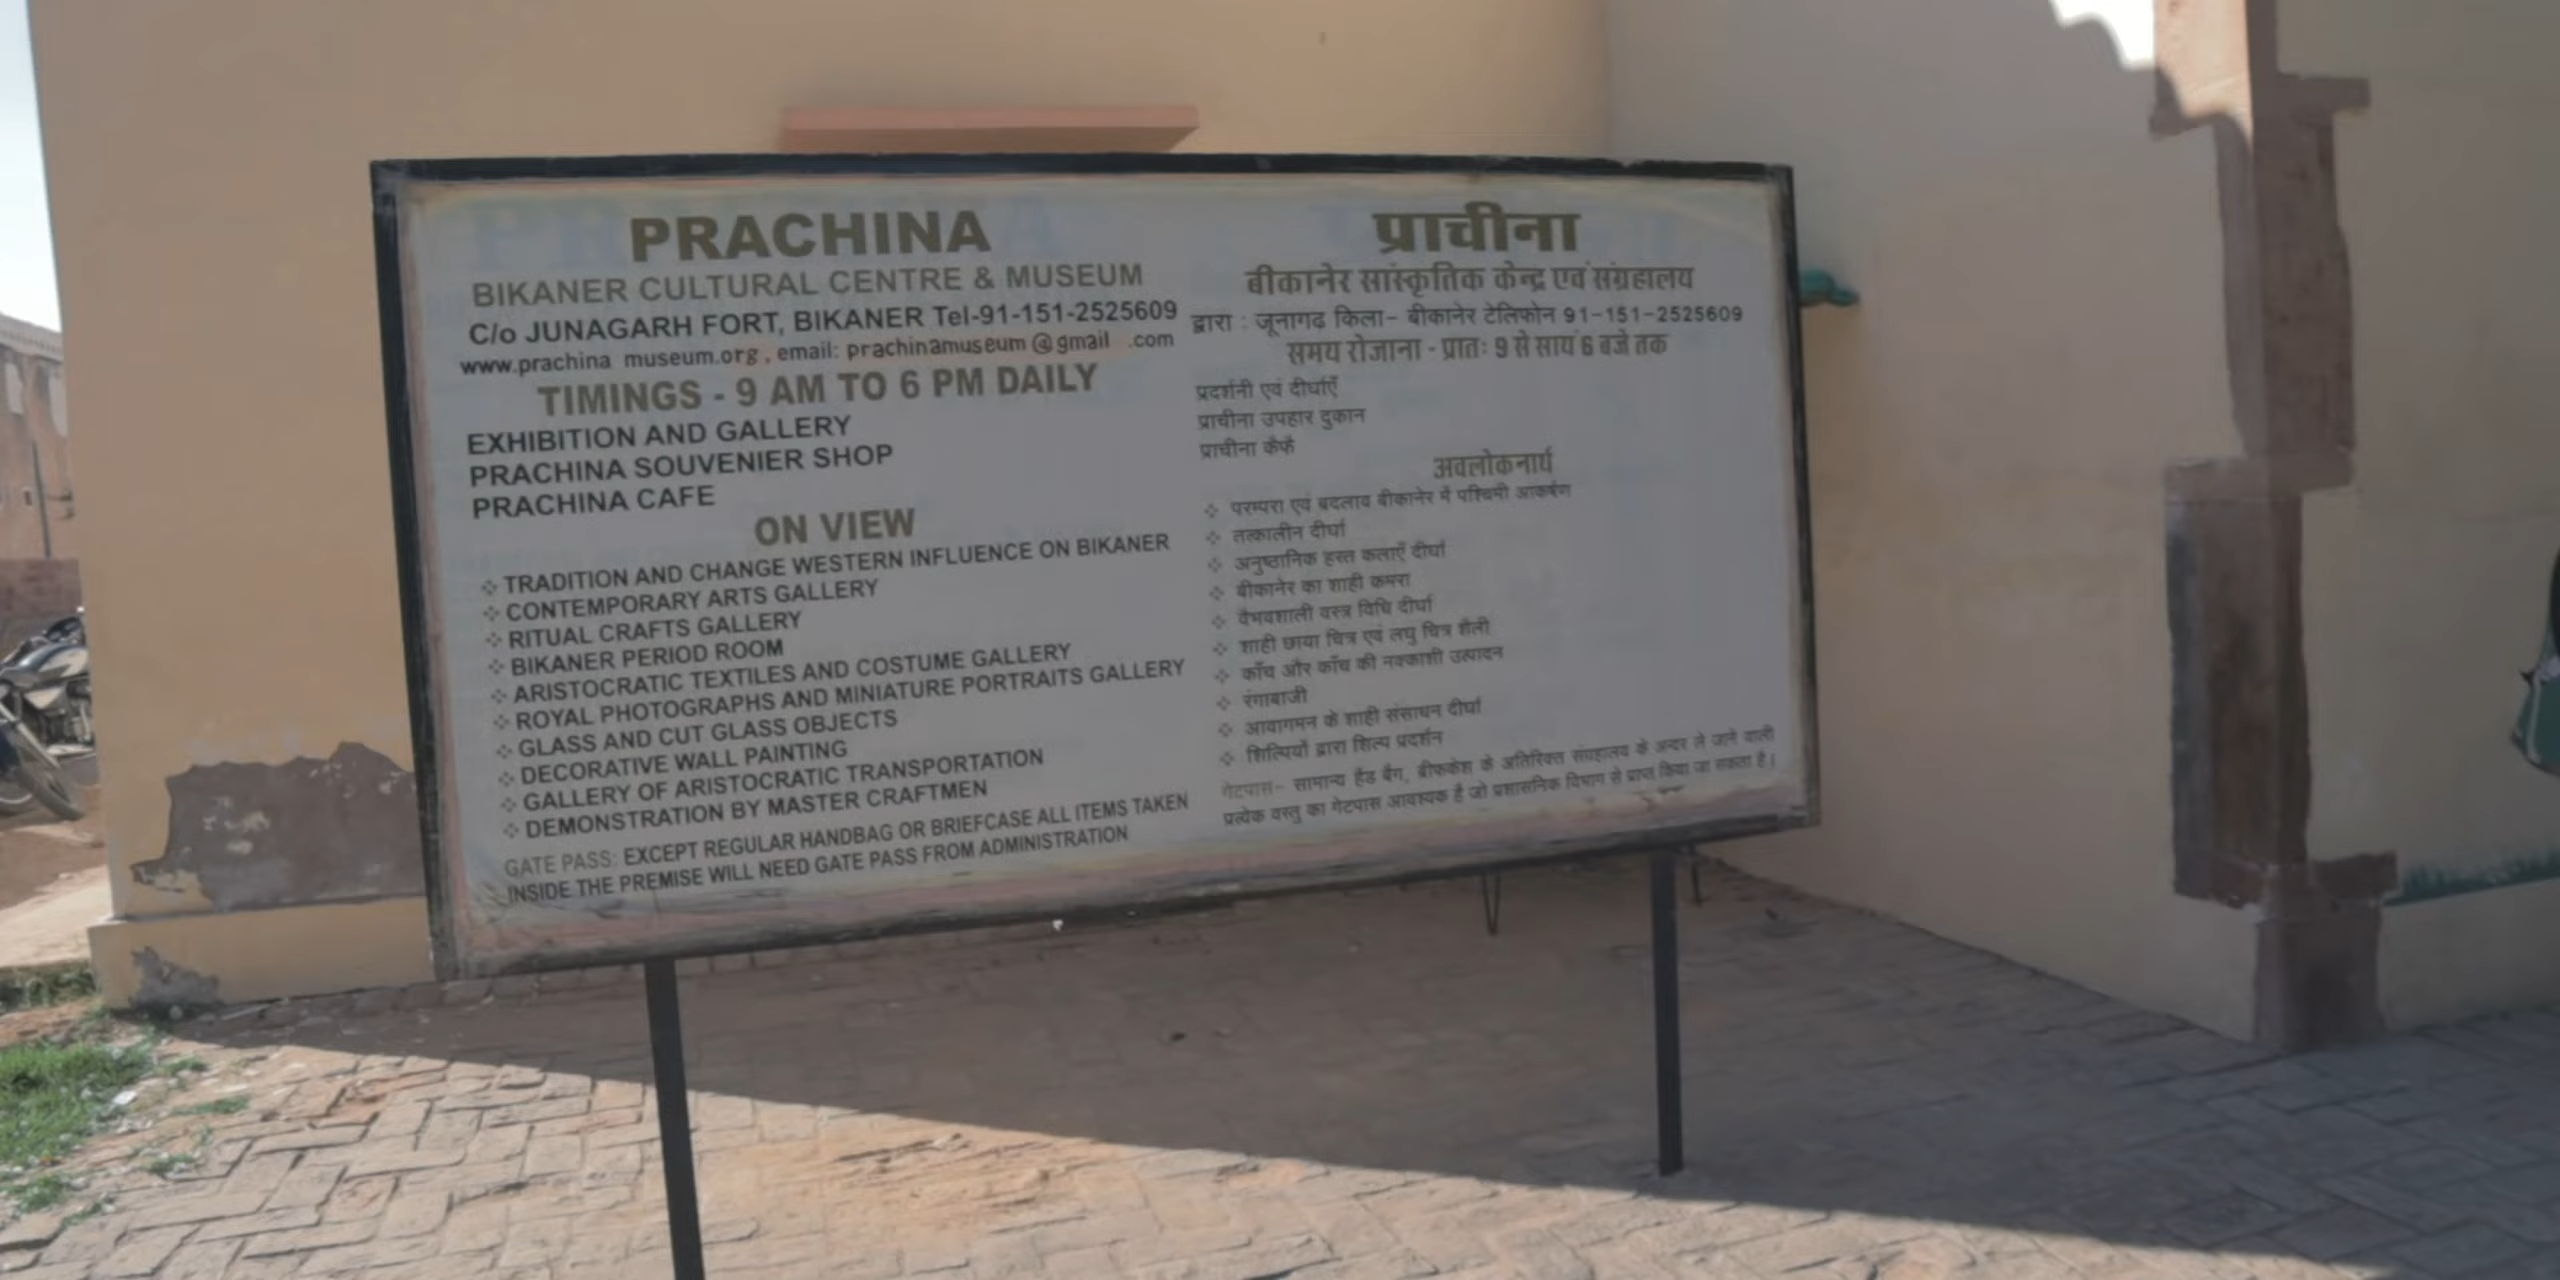 PRACHINA
BIKANER CULTURAL CENTRE & MUSEUM
C/o JUNAGARH FORT, BIKANER Tel-91-151-2525609
www.prachina museum.org, email: prachinamuseum@gmail .com
TIMINGS - 9 AM TO 6 PM DAILY
EXHIBITION AND GALLERY
PRACHINA SOUVENIER SHOP
PRACHINA CAFE
ON VIEW
TRADITION AND CHANGE WESTERN INFLUENCE ON BIKANER
CONTEMPORARY ARTS GALLERY
RITUAL CRAFTS GALLERY
BIKANER PERIOD ROOM
ARISTOCRATIC TEXTILES AND COSTUME GALLERY
ROYAL PHOTOGRAPHS AND MINIATURE PORTRAITS GALLERY
GLASS AND CUT GLASS OBJECTS
DECORATIVE WALL PAINTING
GALLERY OF ARISTOCRATIC TRANSPORTATION
DEMONSTRATION BY MASTER CRAFTMEN
GATE PASS: EXCEPT REGULAR HANDBAG OR BRIEFCASE ALL ITEMS TAKEN
INSIDE THE PREMISE WILL NEED GATE PASS FROM ADMINISTRATION
प्राचीना
बीकानेर सांस्कृतिक केन्द्र एवं संग्रहालय
द्वारा : जूनागढ किला- बीकानेर टेलिफोन 91-151-2525609
समय रोजाना - प्रातः 9 से सायं 6 बजे तक
प्रदर्शनी एवं दीर्घाएँ
प्राचीना उपहार दुकान
प्राचीना कैफे
अवलोकनार्थ
परम्परा एवं बदलाव बीकानेर में पश्चिमी आकर्षण
तत्कालीन दीर्घा
अनुष्ठानिक हस्त कलाएँ दीर्घा
बीकानेर का शाही कमरा
वैभवशाली वस्त्र विधि दीर्घा
शाही छाया चित्र एवं लघु चित्र शैली
काँच और काँच की नक्काशी उत्पादन
रंगाबाजी
आवागमन के शाही संसाधन दीर्घा
शिल्पियों द्वारा शिल्प प्रदर्शन
गेटपास- सामान्य हैंड बैग, ब्रीफकेश के अतिरिक्त संग्रहालय के अन्दर ले जाने वाली
प्रत्येक वस्तु का गेटपास आवश्यक है जो प्रशासनिक विभाग से प्राप्त किया जा सकता है।